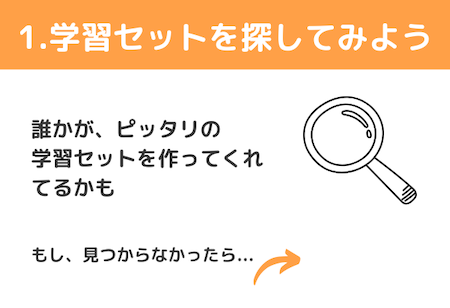 1.学習セットを探してみよう
誰かが、ピッタリの
学習セットを作ってくれ
てるかも
もし、見つからなかったら...